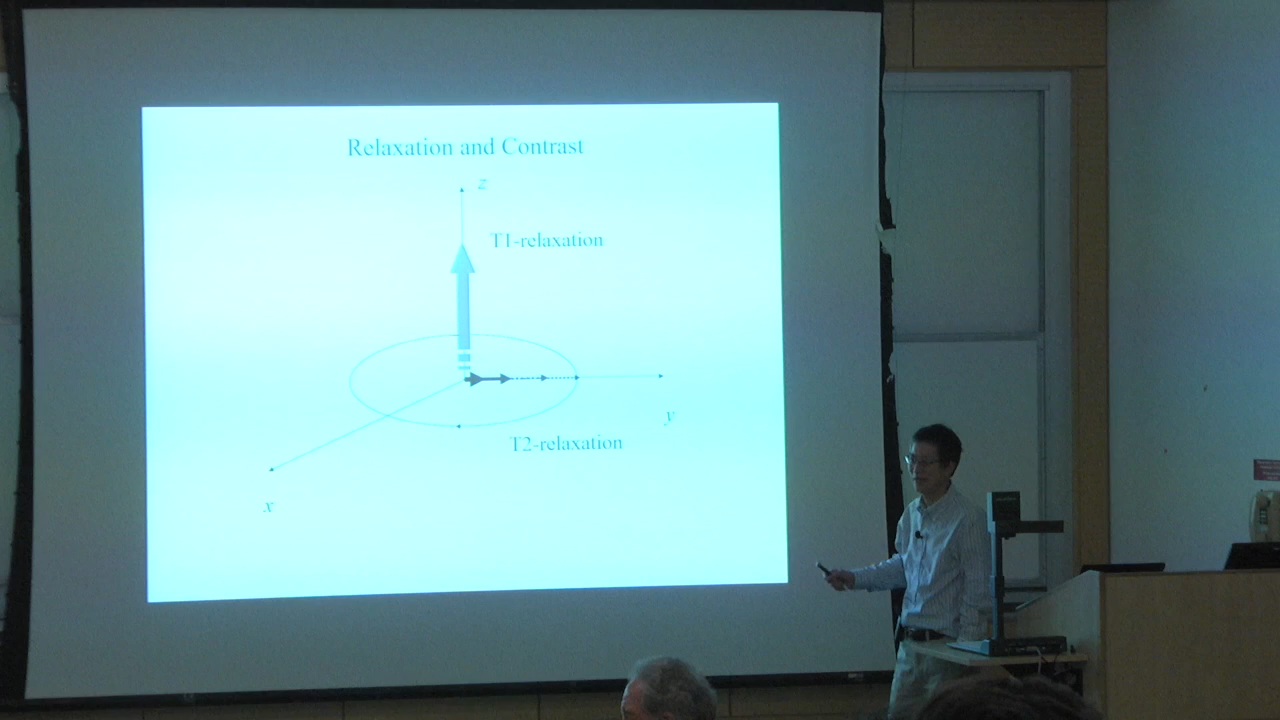 Relaxation and Contrast
z
T1-relaxation
y
T2-relaxation
x